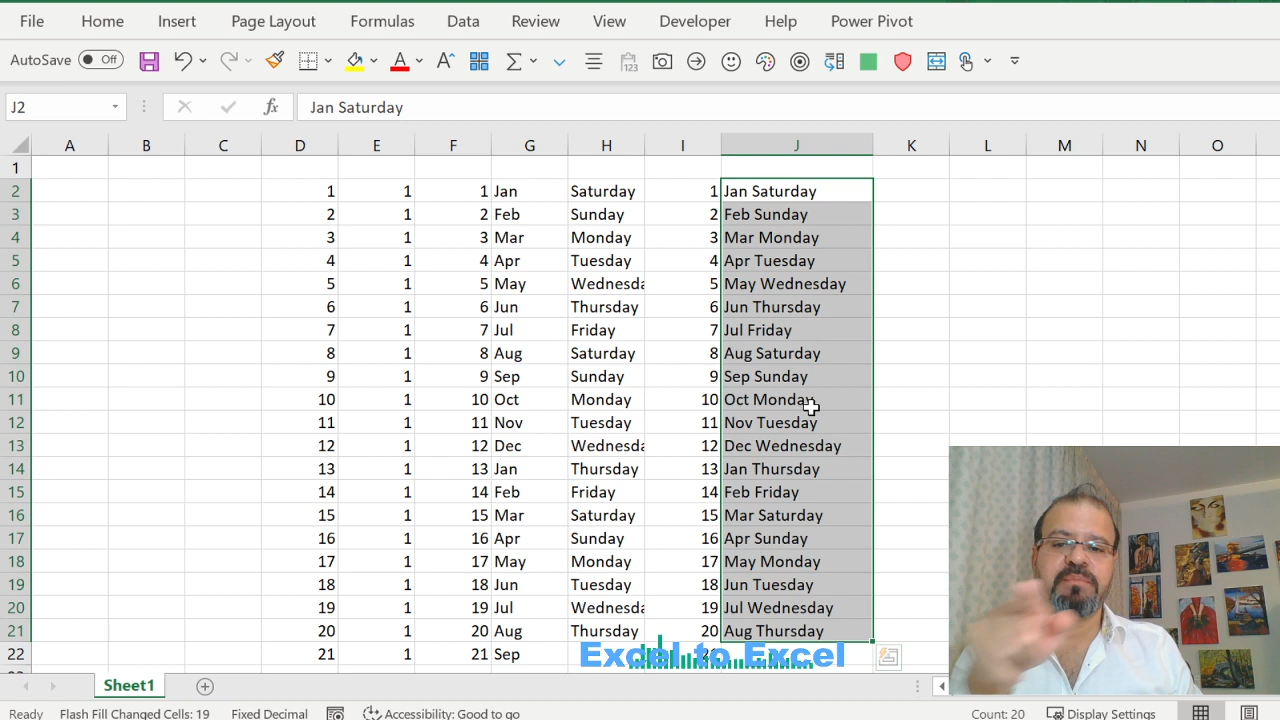 File Home Insert Page Layout Formulas Data Review View Developer Help Power Pivot
AutoSave Off
J2 fx Jan Saturday
A B C D E F G H I J K L M N O
1
2 1 1 1 Jan Saturday 1 Jan Saturday
3 2 1 2 Feb Sunday 2 Feb Sunday
4 3 1 3 Mar Monday 3 Mar Monday
5 4 1 4 Apr Tuesday 4 Apr Tuesday
6 5 1 5 May Wednesda 5 May Wednesday
7 6 1 6 Jun Thursday 6 Jun Thursday
8 7 1 7 Jul Friday 7 Jul Friday
9 8 1 8 Aug Saturday 8 Aug Saturday
10 9 1 9 Sep Sunday 9 Sep Sunday
11 10 1 10 Oct Monday 10 Oct Monday
12 11 1 11 Nov Tuesday 11 Nov Tuesday
13 12 1 12 Dec Wednesda 12 Dec Wednesday
14 13 1 13 Jan Thursday 13 Jan Thursday
15 14 1 14 Feb Friday 14 Feb Friday
16 15 1 15 Mar Saturday 15 Mar Saturday
17 16 1 16 Apr Sunday 16 Apr Sunday
18 17 1 17 May Monday 17 May Monday
19 18 1 18 Jun Tuesday 18 Jun Tuesday
20 19 1 19 Jul Wednesda 19 Jul Wednesday
21 20 1 20 Aug Thursday 20 Aug Thursday
22 21 1 21 Sep
Excel to Excel
Sheet1
Ready Flash Fill Changed Cells: 19 Fixed Decimal Accessibility: Good to go Count: 20 Display Settings